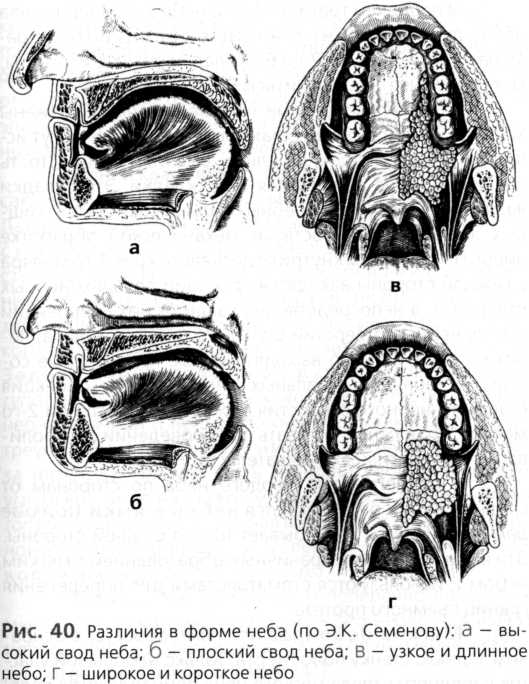 а
в
б
г
Рис. 40. Различия в форме неба (по Э.К. Семенову): а – вы-
сокий свод неба; б – плоский свод неба; в – узкое и длинное
небо; г – широкое и короткое небо